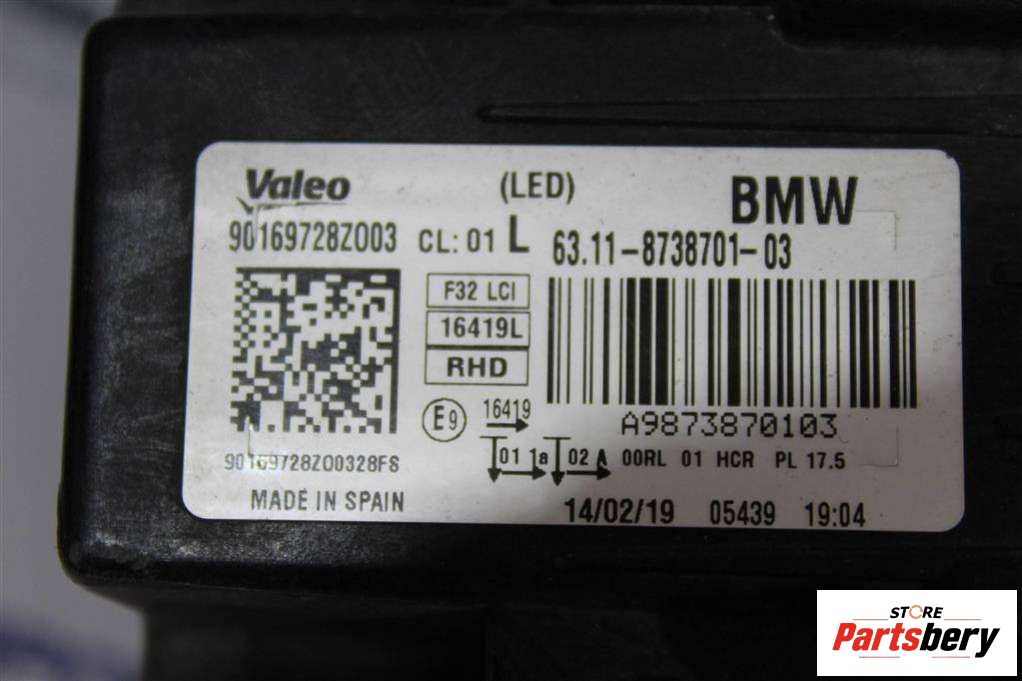 Valeo (LED) BMW
90169728Z003 CL: 01 L 63.11-8738701-03
F32 LCI
16419L
RHD
E9 16419
A9873870103
01 1a 02 A 00RL 01 HCR PL 17.5
90169728Z00328FS
MADE IN SPAIN
14/02/19 05439 19:04
STORE
Partsbery